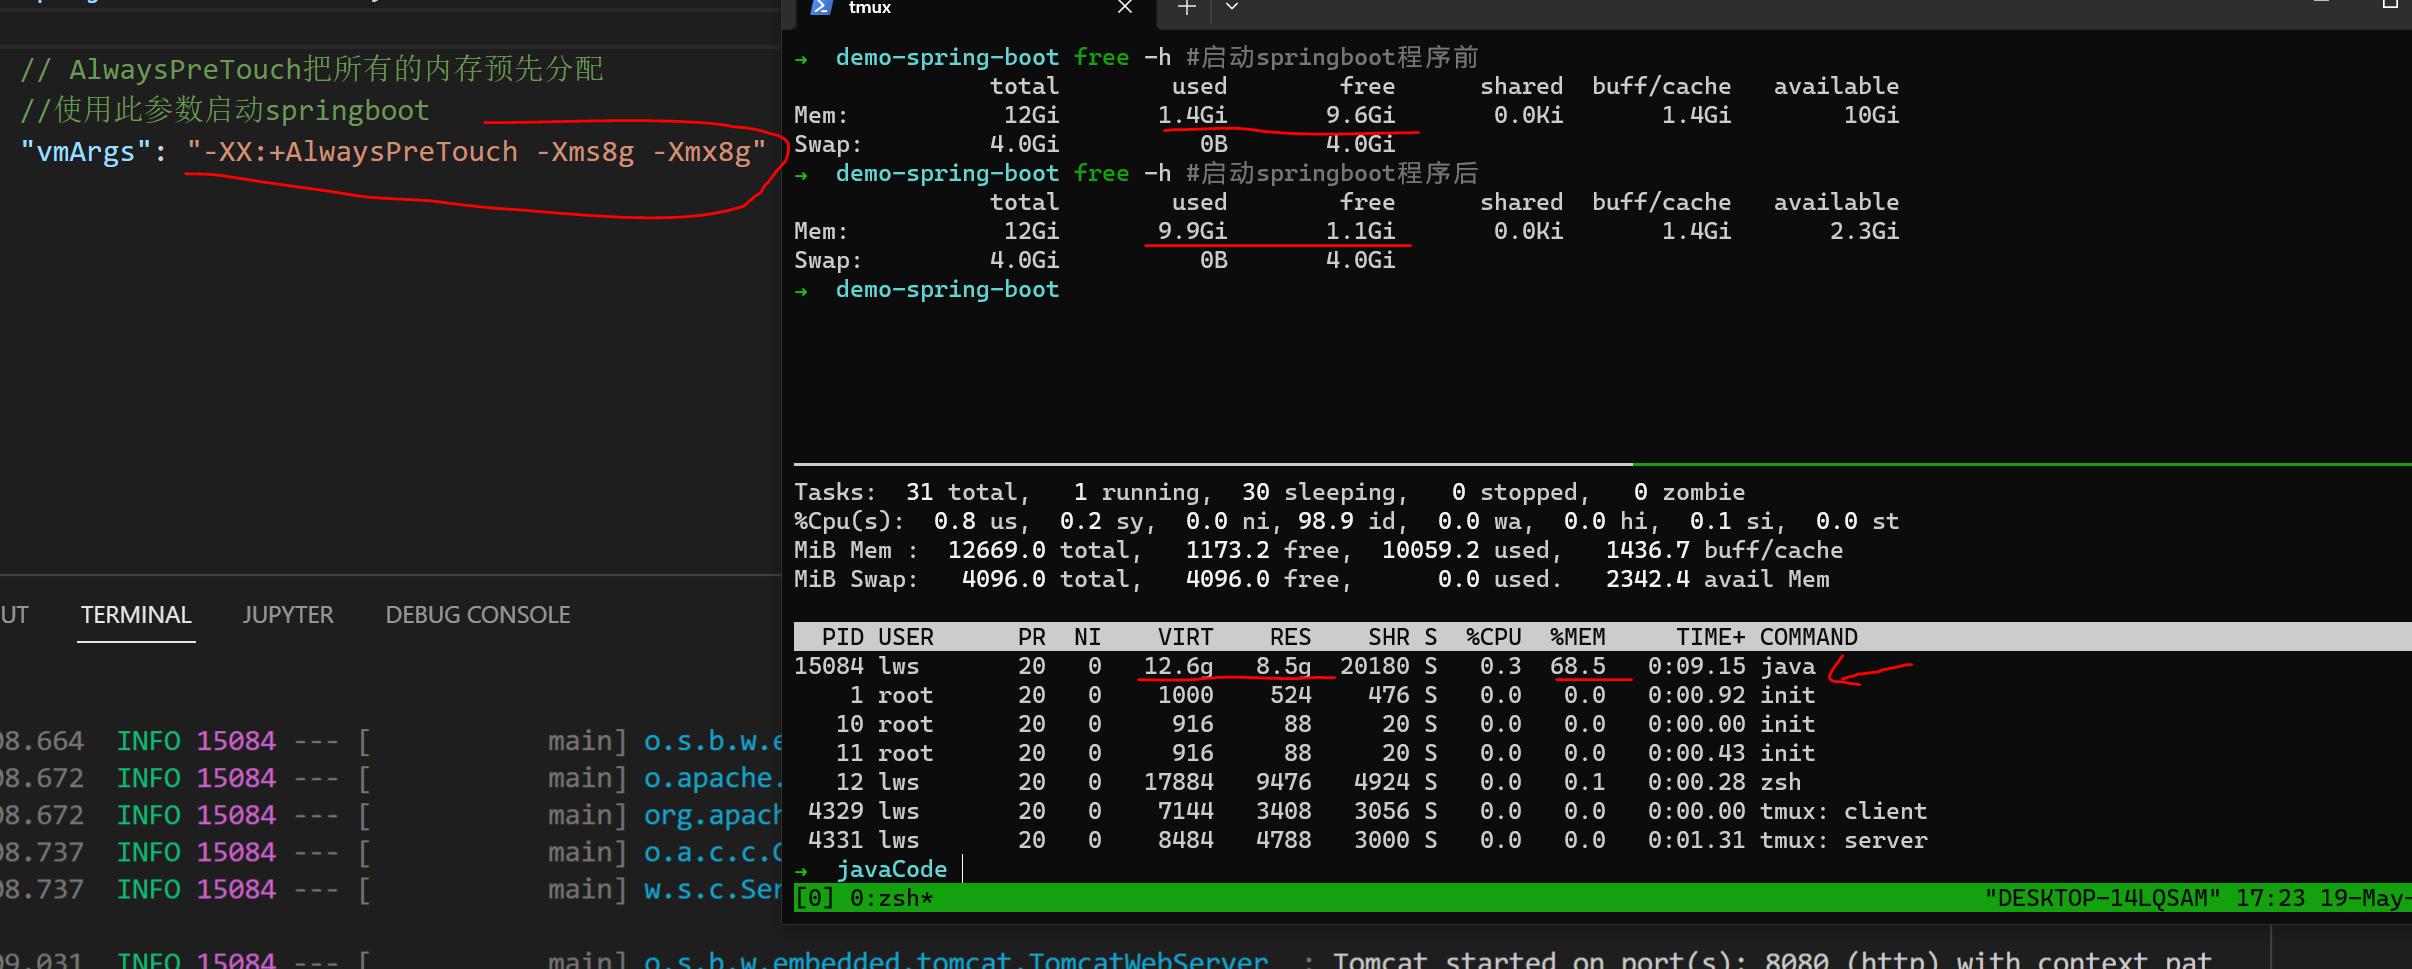 // AlwaysPreTouch把所有的内存预先分配
//使用此参数启动springboot
"vmArgs": "-XX:+AlwaysPreTouch -Xms8g -Xmx8g"
UT TERMINAL JUPYTER DEBUG CONSOLE
08.664 INFO 15084 --- [ main] o.s.b.w.e
08.672 INFO 15084 --- [ main] o.apache.
08.672 INFO 15084 --- [ main] org.apach
08.737 INFO 15084 --- [ main] o.a.c.c.C
08.737 INFO 15084 --- [ main] w.s.c.Ser
09.031 INFO 15084 --- [ main] o.s.b.w.embedded.tomcat.TomcatWebServer : Tomcat started on port(s): 8080 (http) with context pat
tmux
→ demo-spring-boot free -h #启动springboot程序前
total used free shared buff/cache available
Mem: 12Gi 1.4Gi 9.6Gi 0.0Ki 1.4Gi 10Gi
Swap: 4.0Gi 0B 4.0Gi
→ demo-spring-boot free -h #启动springboot程序后
total used free shared buff/cache available
Mem: 12Gi 9.9Gi 1.1Gi 0.0Ki 1.4Gi 2.3Gi
Swap: 4.0Gi 0B 4.0Gi
→ demo-spring-boot
Tasks: 31 total, 1 running, 30 sleeping, 0 stopped, 0 zombie
%Cpu(s): 0.8 us, 0.2 sy, 0.0 ni, 98.9 id, 0.0 wa, 0.0 hi, 0.1 si, 0.0 st
MiB Mem : 12669.0 total, 1173.2 free, 10059.2 used, 1436.7 buff/cache
MiB Swap: 4096.0 total, 4096.0 free, 0.0 used. 2342.4 avail Mem
PID USER PR NI VIRT RES SHR S %CPU %MEM TIME+ COMMAND
15084 lws 20 0 12.6g 8.5g 20180 S 0.3 68.5 0:09.15 java
1 root 20 0 1000 524 476 S 0.0 0.0 0:00.92 init
10 root 20 0 916 88 20 S 0.0 0.0 0:00.00 init
11 root 20 0 916 88 20 S 0.0 0.0 0:00.43 init
12 lws 20 0 17884 9476 4924 S 0.0 0.1 0:00.28 zsh
4329 lws 20 0 7144 3408 3056 S 0.0 0.0 0:00.00 tmux: client
4331 lws 20 0 8484 4788 3000 S 0.0 0.0 0:01.31 tmux: server
→ javaCode
[0] 0:zsh* "DESKTOP-14LQSAM" 17:23 19-May-